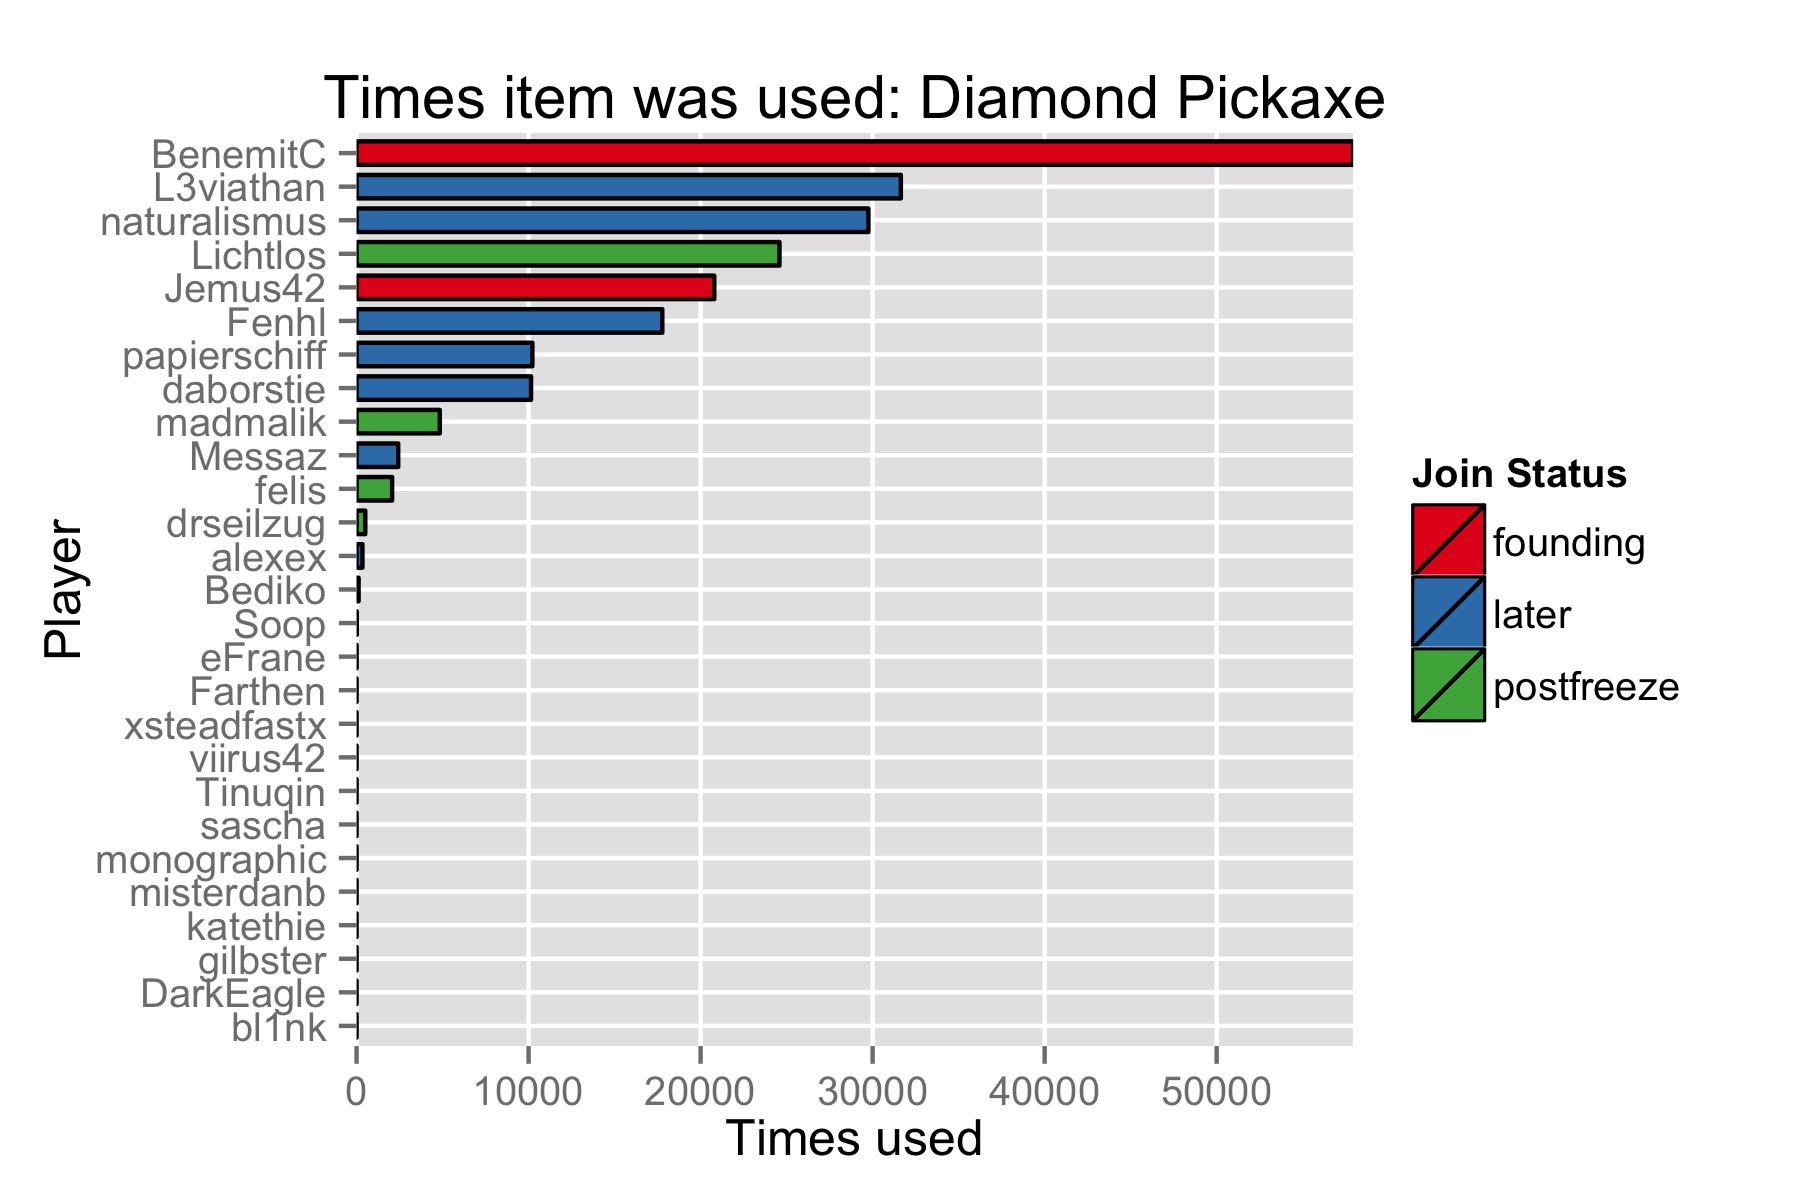 Times item was used: Diamond Pickaxe
Player
BenemitC
L3viathan
naturalismus
Lichtlos
Jemus42
Fenhl
papierschiff
daborstie
madmalik
Messaz
felis
drseilzug
alexex
Bediko
Soop
eFrane
Farthen
xsteadfastx
viirus42
Tinuqin
sascha
monographic
misterdanb
katethie
gilbster
DarkEagle
bl1nk
0 10000 20000 30000 40000 50000
Times used
Join Status
founding
later
postfreeze